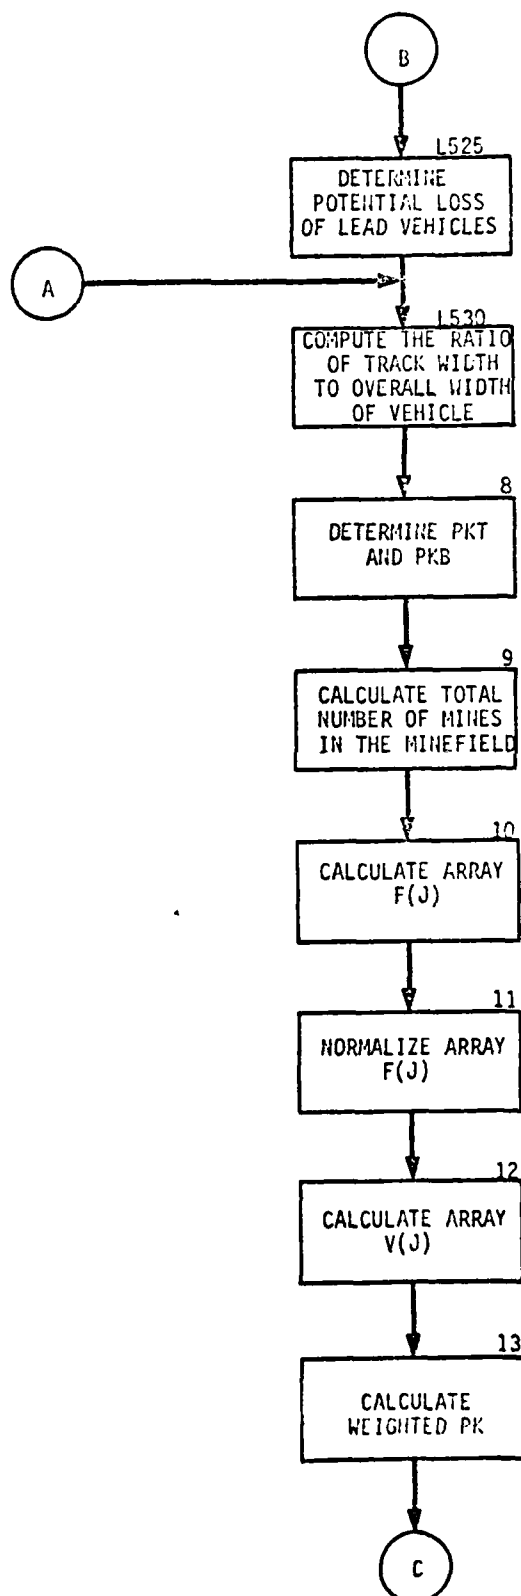 B
L525
DETERMINE
POTENTIAL LOSS
OF LEAD VEHICLES
A
L530
COMPUTE THE RATIO
OF TRACK WIDTH
TO OVERALL WIDTH
OF VEHICLE
8
DETERMINE PKT
AND PKB
9
CALCULATE TOTAL
NUMBER OF MINES
IN THE MINEFIELD
10
CALCULATE ARRAY
F(J)
11
NORMALIZE ARRAY
F(J)
12
CALCULATE ARRAY
V(J)
13
CALCULATE
WEIGHTED PK
C